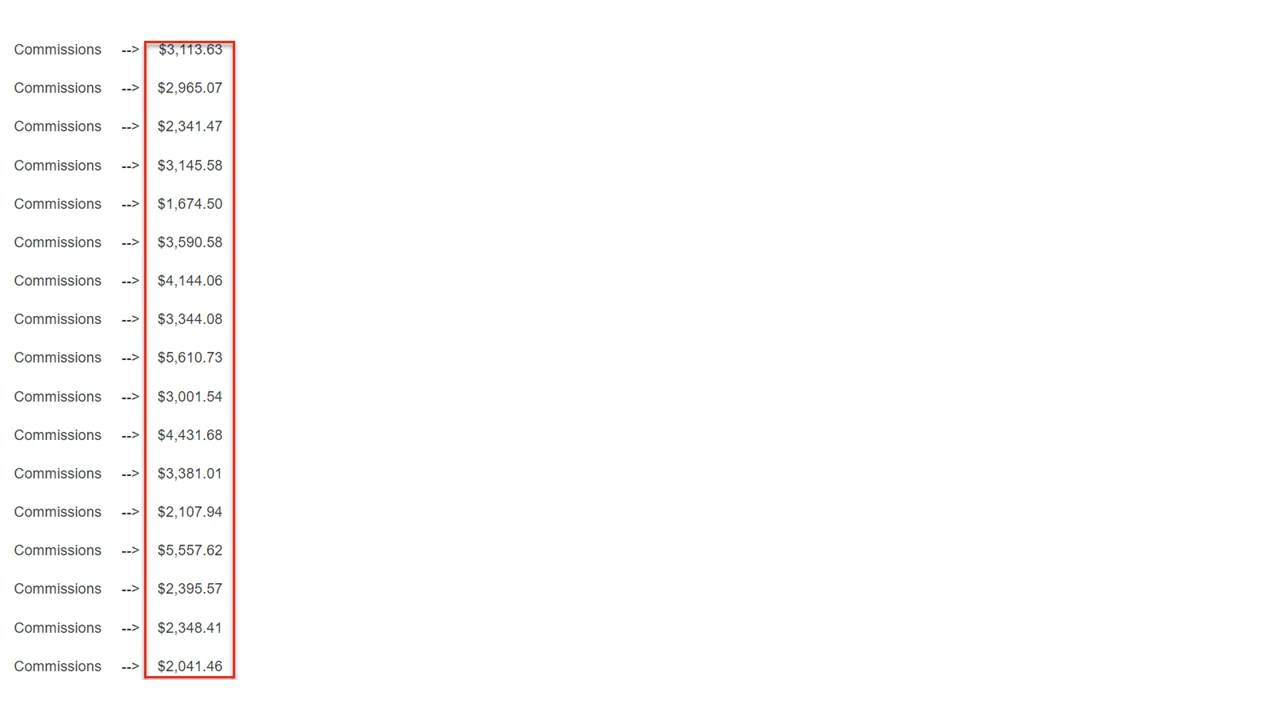 Commissions --> $3,113.63
Commissions --> $2,965.07
Commissions --> $2,341.47
Commissions --> $3,145.58
Commissions --> $1,674.50
Commissions --> $3,590.58
Commissions --> $4,144.06
Commissions --> $3,344.08
Commissions --> $5,610.73
Commissions --> $3,001.54
Commissions --> $4,431.68
Commissions --> $3,381.01
Commissions --> $2,107.94
Commissions --> $5,557.62
Commissions --> $2,395.57
Commissions --> $2,348.41
Commissions --> $2,041.46